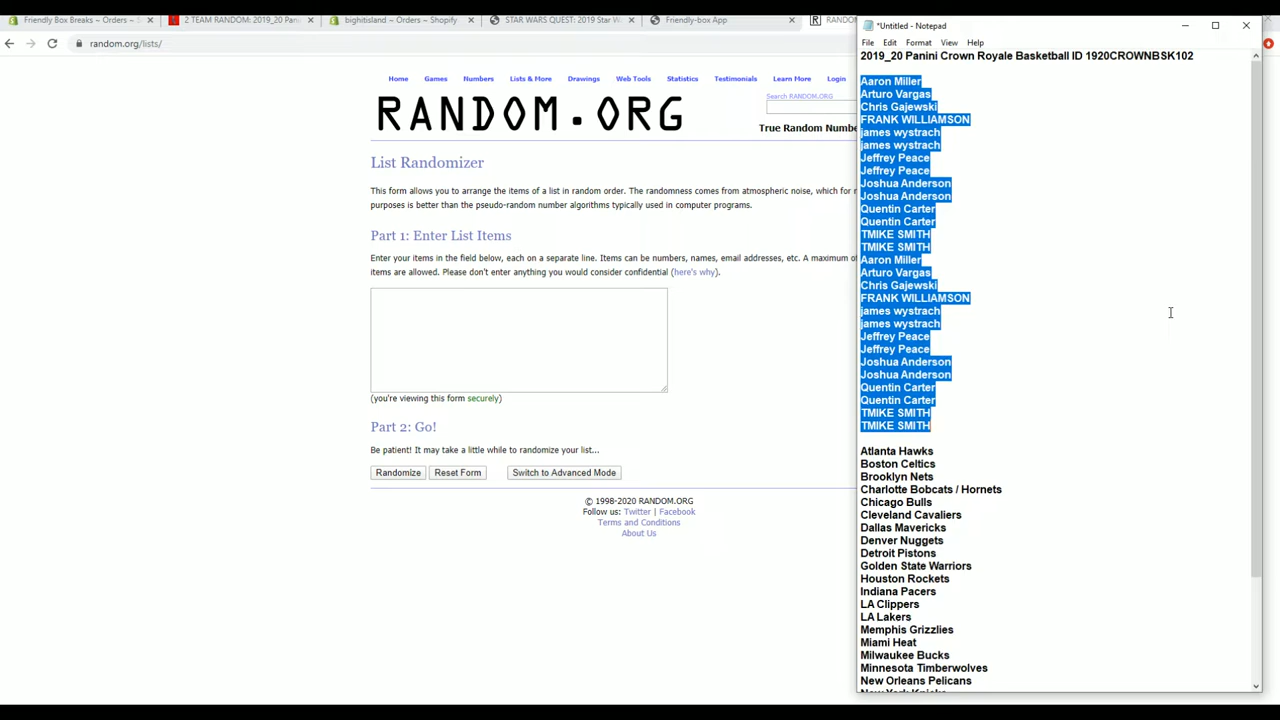 Friendly Box Breaks ~ Orders ~ S
2 TEAM RANDOM: 2019_20 Pani
bighitisland ~ Orders ~ Shopify
STAR WARS QUEST: 2019 Star W
Friendly-box App
RANDOM
random.org/lists/
Home Games Numbers Lists & More Drawings Web Tools Statistics Testimonials Learn More Login
Search RANDOM.ORG
RANDOM.ORG
True Random Numbe
List Randomizer
This form allows you to arrange the items of a list in random order. The randomness comes from atmospheric noise, which for
purposes is better than the pseudo-random number algorithms typically used in computer programs.
Part 1: Enter List Items
Enter your items in the field below, each on a separate line. Items can be numbers, names, email addresses, etc. A maximum of
items are allowed. Please don't enter anything you would consider confidential (here's why).
(you're viewing this form securely)
Part 2: Go!
Be patient! It may take a little while to randomize your list...
Randomize Reset Form Switch to Advanced Mode
© 1998-2020 RANDOM.ORG
Follow us: Twitter | Facebook
Terms and Conditions
About Us
*Untitled - Notepad
File Edit Format View Help
2019_20 Panini Crown Royale Basketball ID 1920CROWNBSK102
Aaron Miller
Arturo Vargas
Chris Gajewski
FRANK WILLIAMSON
james wystrach
james wystrach
Jeffrey Peace
Jeffrey Peace
Joshua Anderson
Joshua Anderson
Quentin Carter
Quentin Carter
TMIKE SMITH
TMIKE SMITH
Aaron Miller
Arturo Vargas
Chris Gajewski
FRANK WILLIAMSON
james wystrach
james wystrach
Jeffrey Peace
Jeffrey Peace
Joshua Anderson
Joshua Anderson
Quentin Carter
Quentin Carter
TMIKE SMITH
TMIKE SMITH
Atlanta Hawks
Boston Celtics
Brooklyn Nets
Charlotte Bobcats / Hornets
Chicago Bulls
Cleveland Cavaliers
Dallas Mavericks
Denver Nuggets
Detroit Pistons
Golden State Warriors
Houston Rockets
Indiana Pacers
LA Clippers
LA Lakers
Memphis Grizzlies
Miami Heat
Milwaukee Bucks
Minnesota Timberwolves
New Orleans Pelicans
New York Knicks